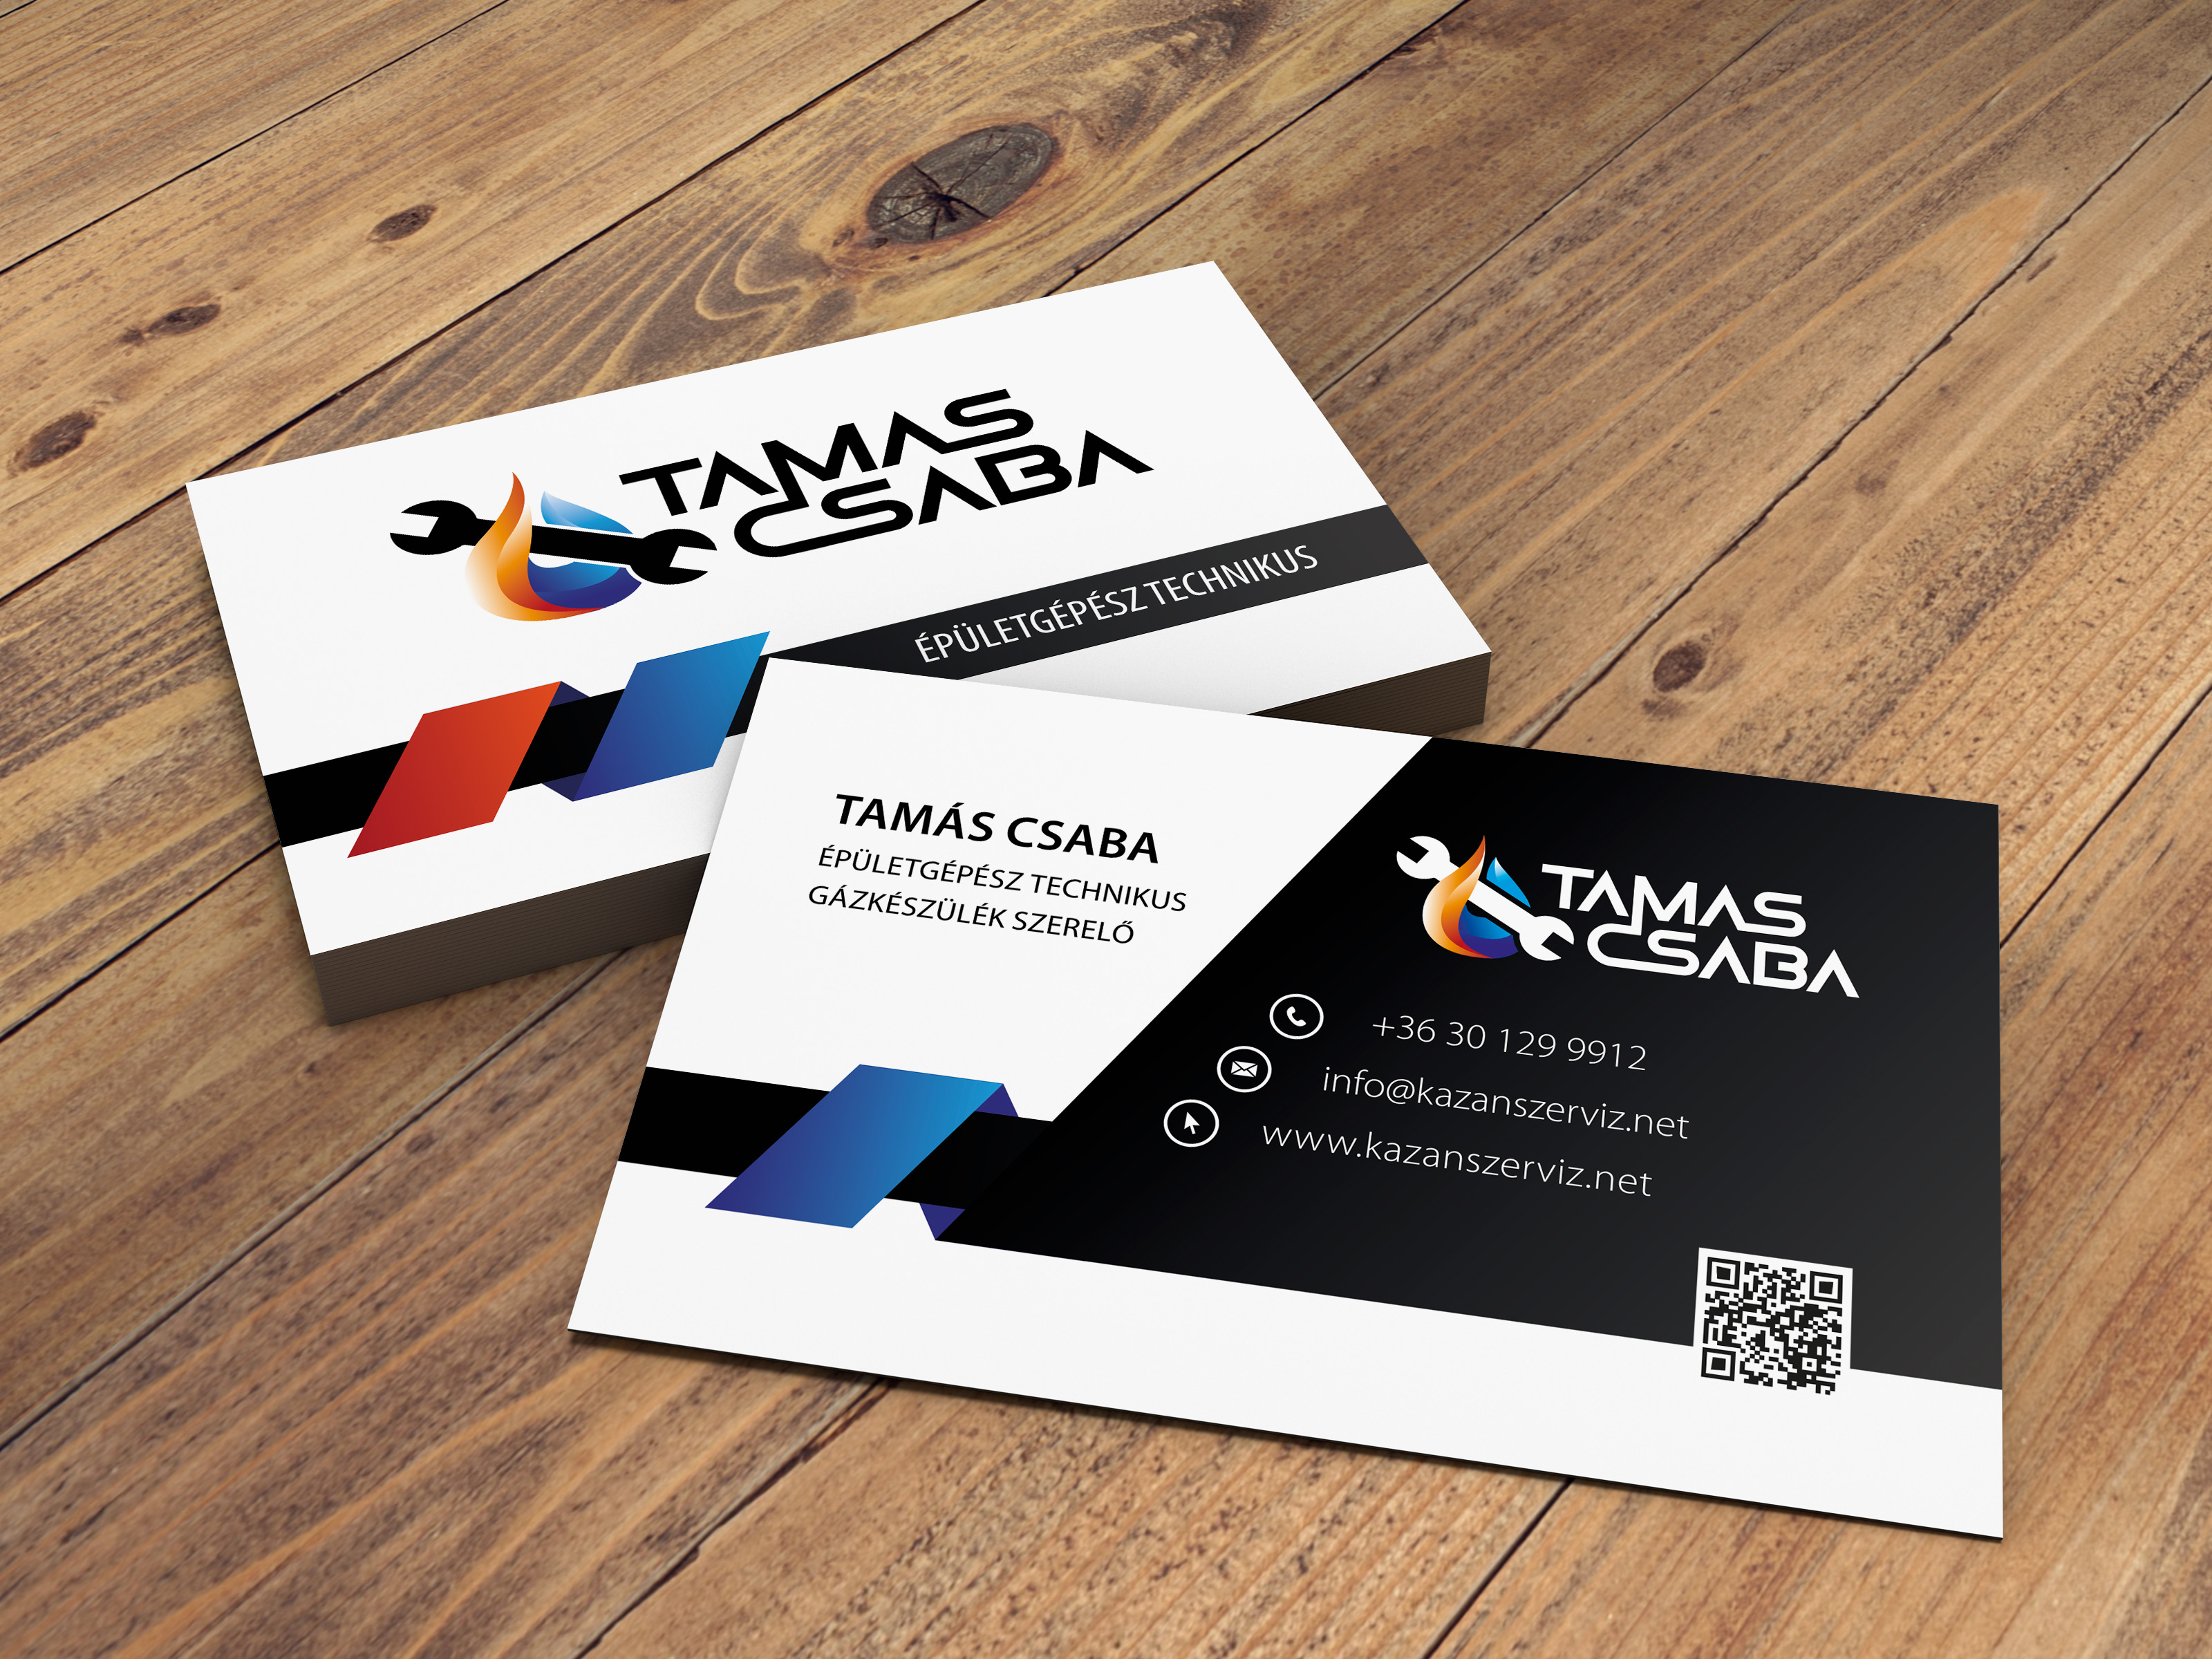 TAMAS
CSABA
ÉPÜLETGÉPÉSZ TECHNIKUS
TAMÁS CSABA
ÉPÜLETGÉPÉSZ TECHNIKUS
GÁZKÉSZÜLÉK SZERELŐ
TAMAS
CSABA
+36 30 129 9912
info@kazanszerviz.net
www.kazanszerviz.net